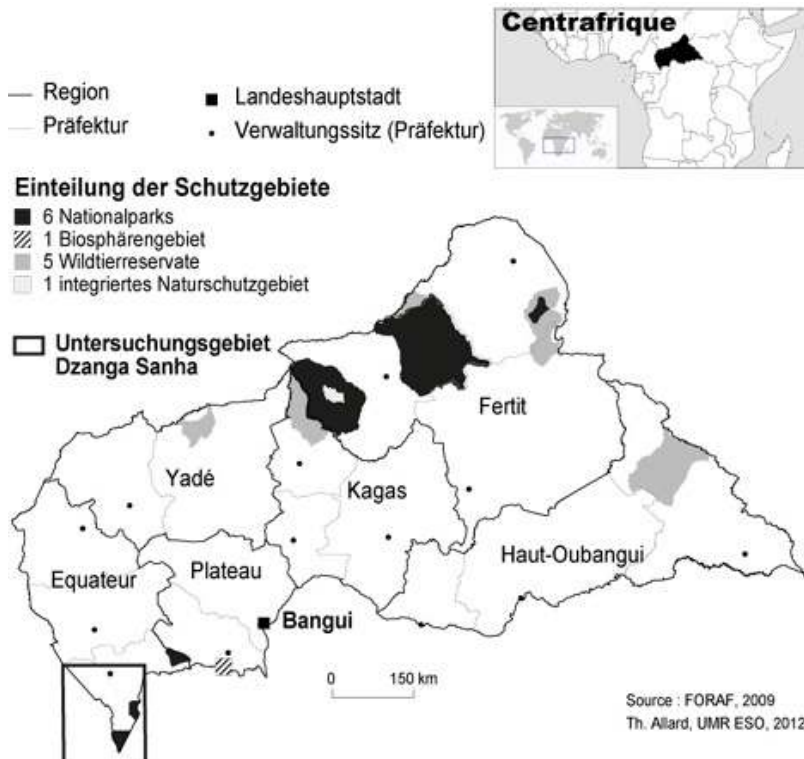 Centrafrique
Region
Präfektur
Landeshauptstadt
Verwaltungssitz (Präfektur)
Einteilung der Schutzgebiete
6 Nationalparks
1 Biosphärengebiet
5 Wildtierreservate
1 integriertes Naturschutzgebiet
Untersuchungsgebiet
Dzanga Sanha
Fertit
Yadé
Kagas
Haut-Oubangui
Equateur
Plateau
Bangui
0 150 km
Source : FORAF, 2009
Th. Allard, UMR ESO, 2012